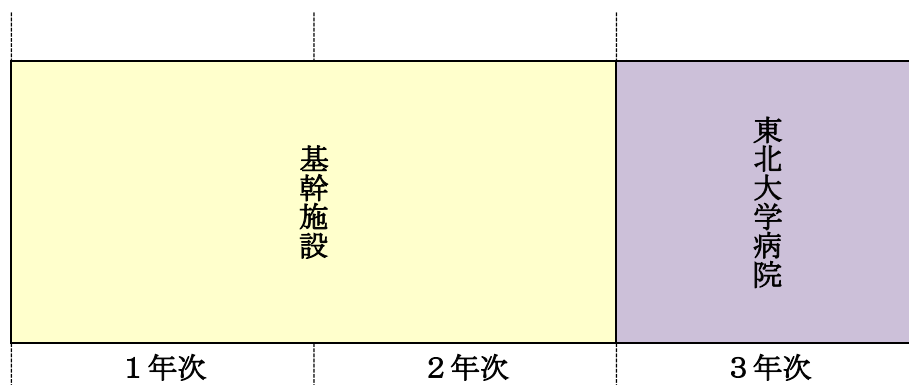 基幹施設
東北大学病院
１年次
２年次
３年次